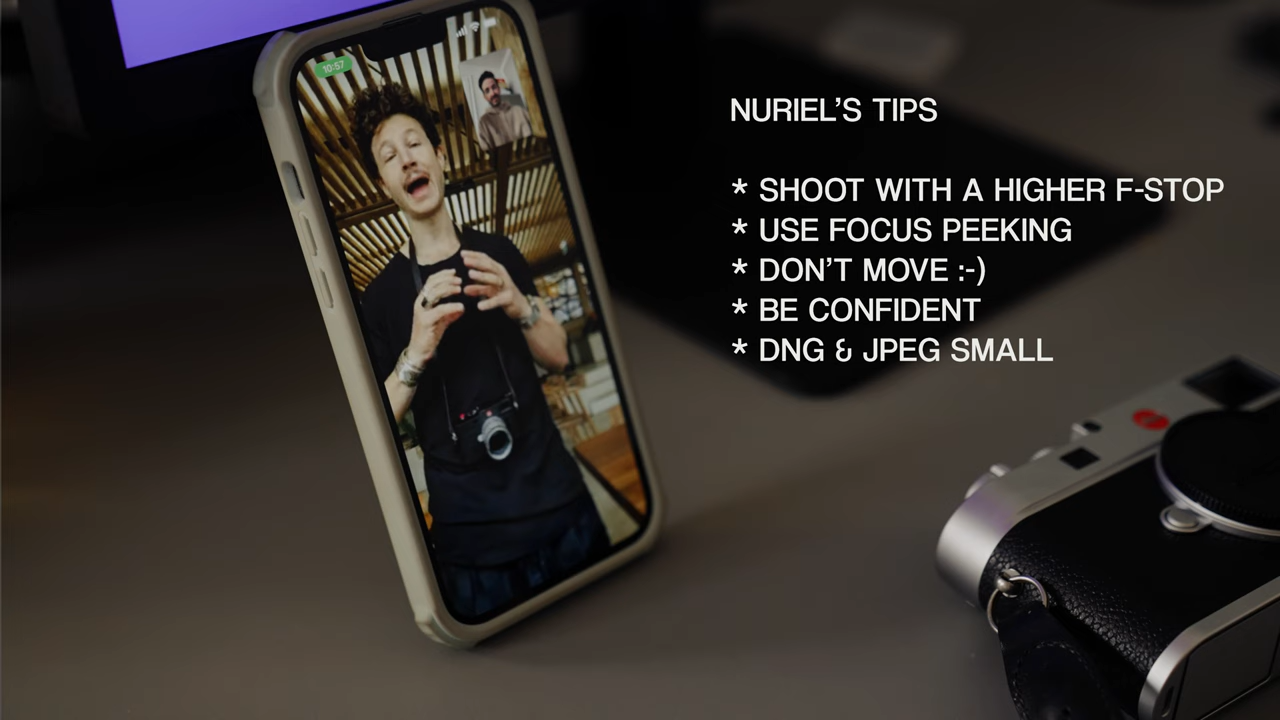 10:57
NURIEL'S TIPS
* SHOOT WITH A HIGHER F-STOP
* USE FOCUS PEEKING
* DON'T MOVE :-)
* BE CONFIDENT
* DNG & JPEG SMALL